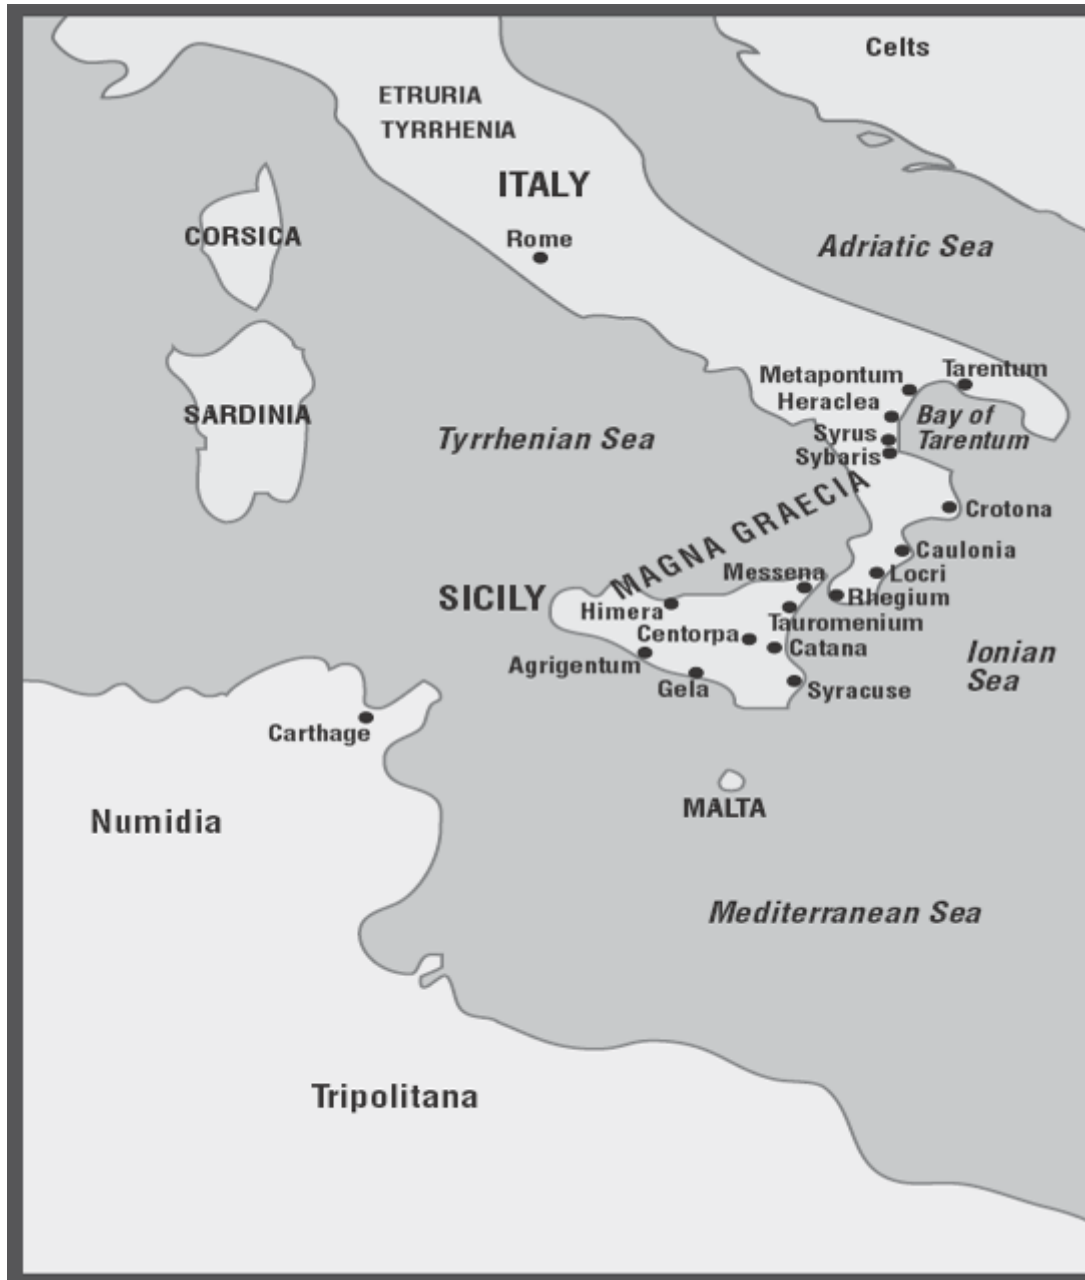 Celts
ETRURIA
TYRRHENIA
ITALY
CORSICA
Rome
Adriatic Sea
Metapontum
Tarentum
Heraclea
SARDINIA
Bay of
Tarentum
Syrus
Tyrrhenian Sea
Sybaris
MAGNA GRAECIA
Crotona
Caulonia
Messena
Locri
SICILY
Rhegium
Himera
Tauromenium
Centorpa
Catana
Ionian
Sea
Agrigentum
Gela
Syracuse
Carthage
MALTA
Numidia
Mediterranean Sea
Tripolitana